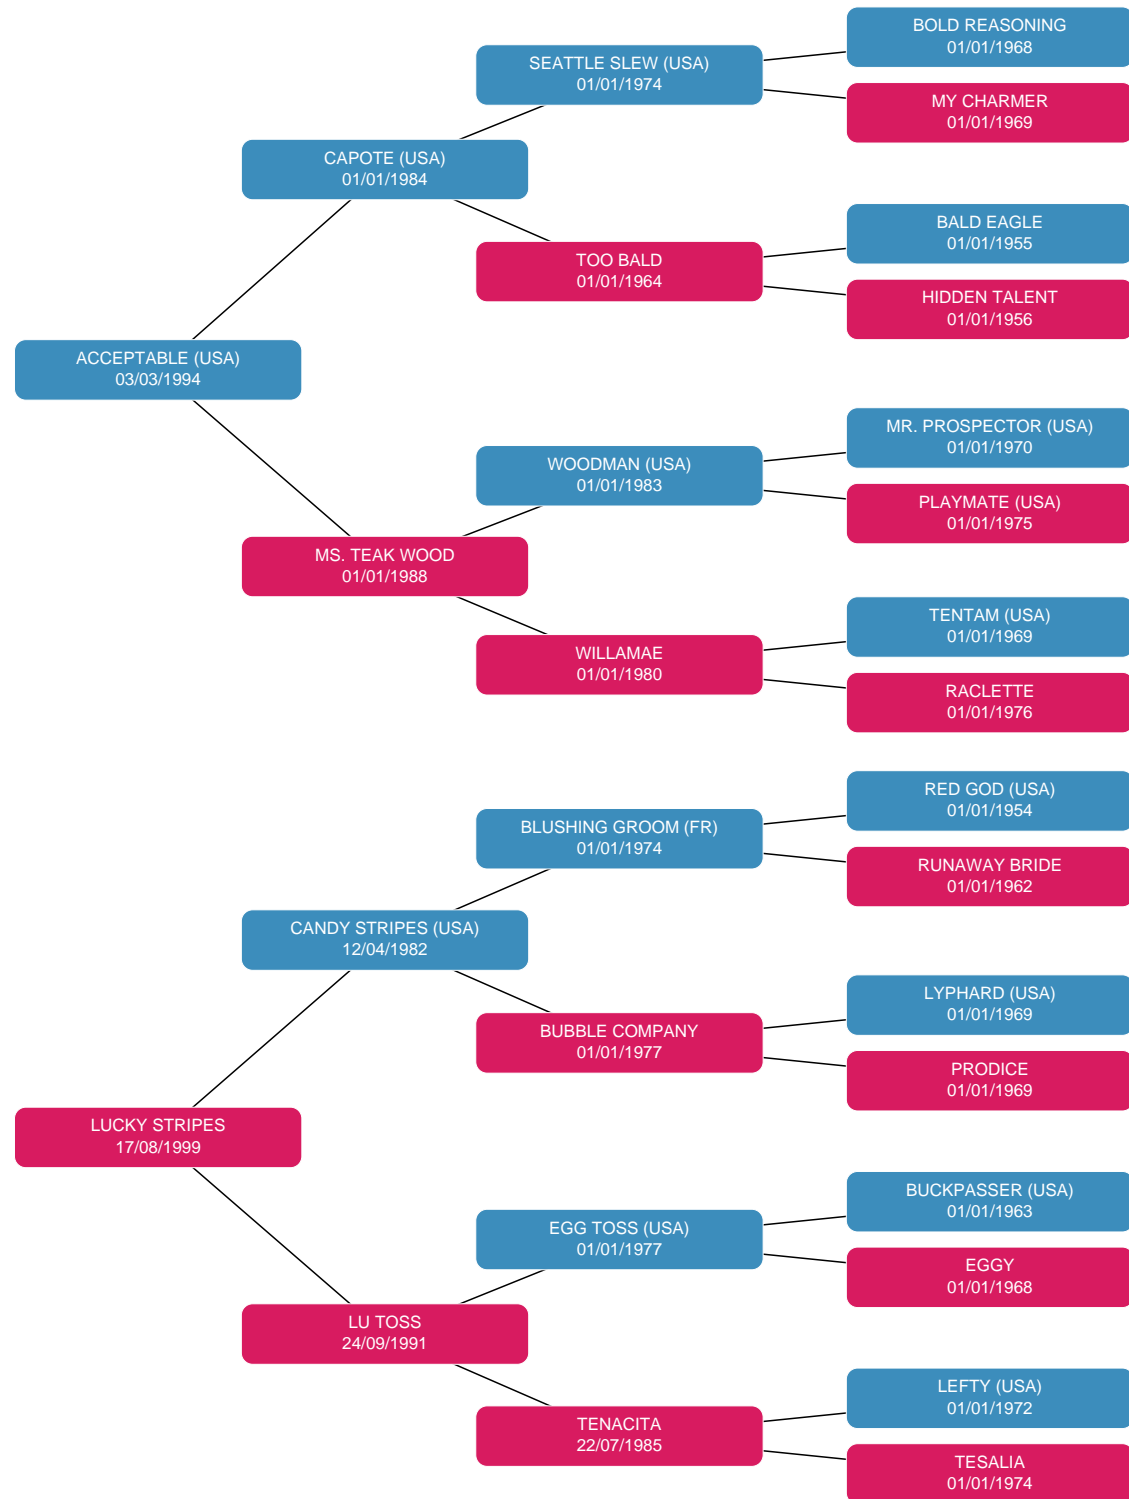 BOLD REASONING
01/01/1968
SEATTLE SLEW (USA)
01/01/1974
MY CHARMER
01/01/1969
CAPOTE (USA)
01/01/1984
BALD EAGLE
01/01/1955
TOO BALD
01/01/1964
HIDDEN TALENT
01/01/1956
ACCEPTABLE (USA)
03/03/1994
MR. PROSPECTOR (USA)
01/01/1970
WOODMAN (USA)
01/01/1983
PLAYMATE (USA)
01/01/1975
MS. TEAK WOOD
01/01/1988
TENTAM (USA)
01/01/1969
WILLAMAE
01/01/1980
RACLETTE
01/01/1976
RED GOD (USA)
01/01/1954
BLUSHING GROOM (FR)
01/01/1974
RUNAWAY BRIDE
01/01/1962
CANDY STRIPES (USA)
12/04/1982
LYPHARD (USA)
01/01/1969
BUBBLE COMPANY
01/01/1977
PRODICE
01/01/1969
LUCKY STRIPES
17/08/1999
BUCKPASSER (USA)
01/01/1963
EGG TOSS (USA)
01/01/1977
EGGY
01/01/1968
LU TOSS
24/09/1991
LEFTY (USA)
01/01/1972
TENACITA
22/07/1985
TESALIA
01/01/1974